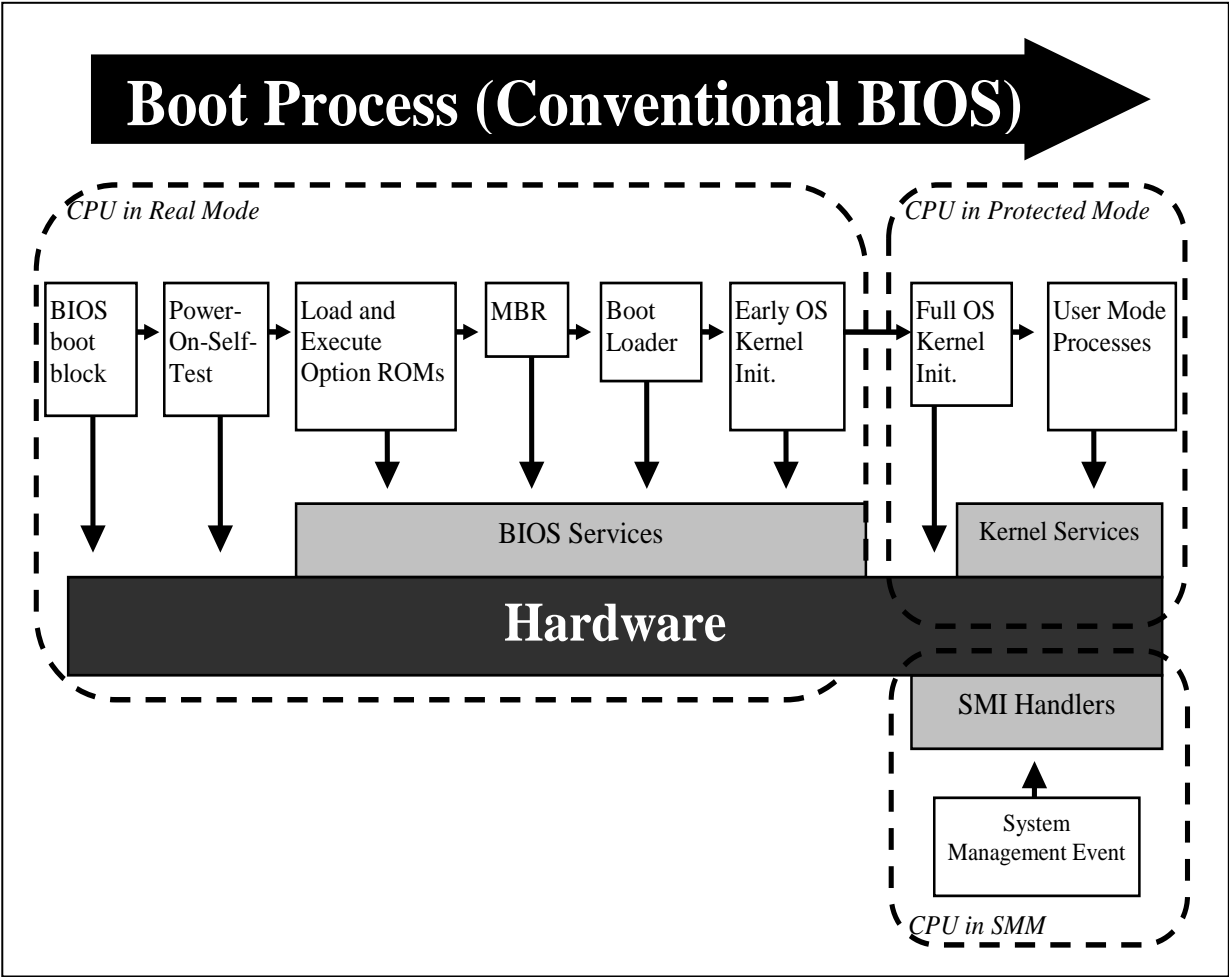 Boot Process (Conventional BIOS)
CPU in Real Mode
CPU in Protected Mode
BIOS
boot
block
Power-
On-Self-
Test
Load and
Execute
Option ROMs
MBR
Boot
Loader
Early OS
Kernel
Init.
Full OS
Kernel
Init.
User Mode
Processes
BIOS Services
Kernel Services
Hardware
SMI Handlers
System
Management Event
CPU in SMM